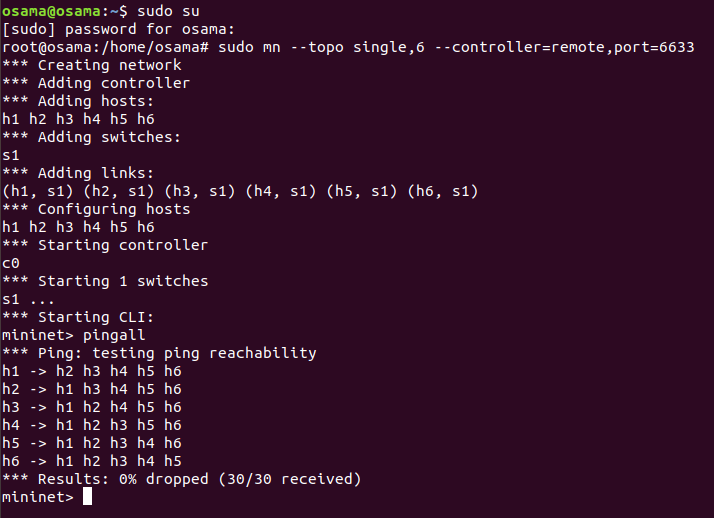 osama@osama:~$ sudo su
[sudo] password for osama:
root@osama:/home/osama# sudo mn --topo single,6 --controller=remote,port=6633
*** Creating network
*** Adding controller
*** Adding hosts:
h1 h2 h3 h4 h5 h6
*** Adding switches:
s1
*** Adding links:
(h1, s1) (h2, s1) (h3, s1) (h4, s1) (h5, s1) (h6, s1)
*** Configuring hosts
h1 h2 h3 h4 h5 h6
*** Starting controller
c0
*** Starting 1 switches
s1 ...
*** Starting CLI:
mininet> pingall
*** Ping: testing ping reachability
h1 -> h2 h3 h4 h5 h6
h2 -> h1 h3 h4 h5 h6
h3 -> h1 h2 h4 h5 h6
h4 -> h1 h2 h3 h5 h6
h5 -> h1 h2 h3 h4 h6
h6 -> h1 h2 h3 h4 h5
*** Results: 0% dropped (30/30 received)
mininet>